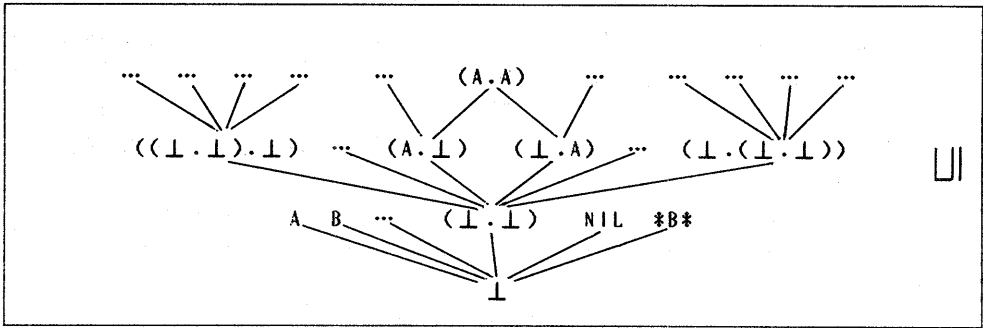 … … … … … (A.A) … … … … …
((⊥.⊥).⊥) … (A.⊥) (⊥.A) … (⊥.(⊥.⊥))
⊔|
A B … (⊥.⊥) NIL *B*
⊥